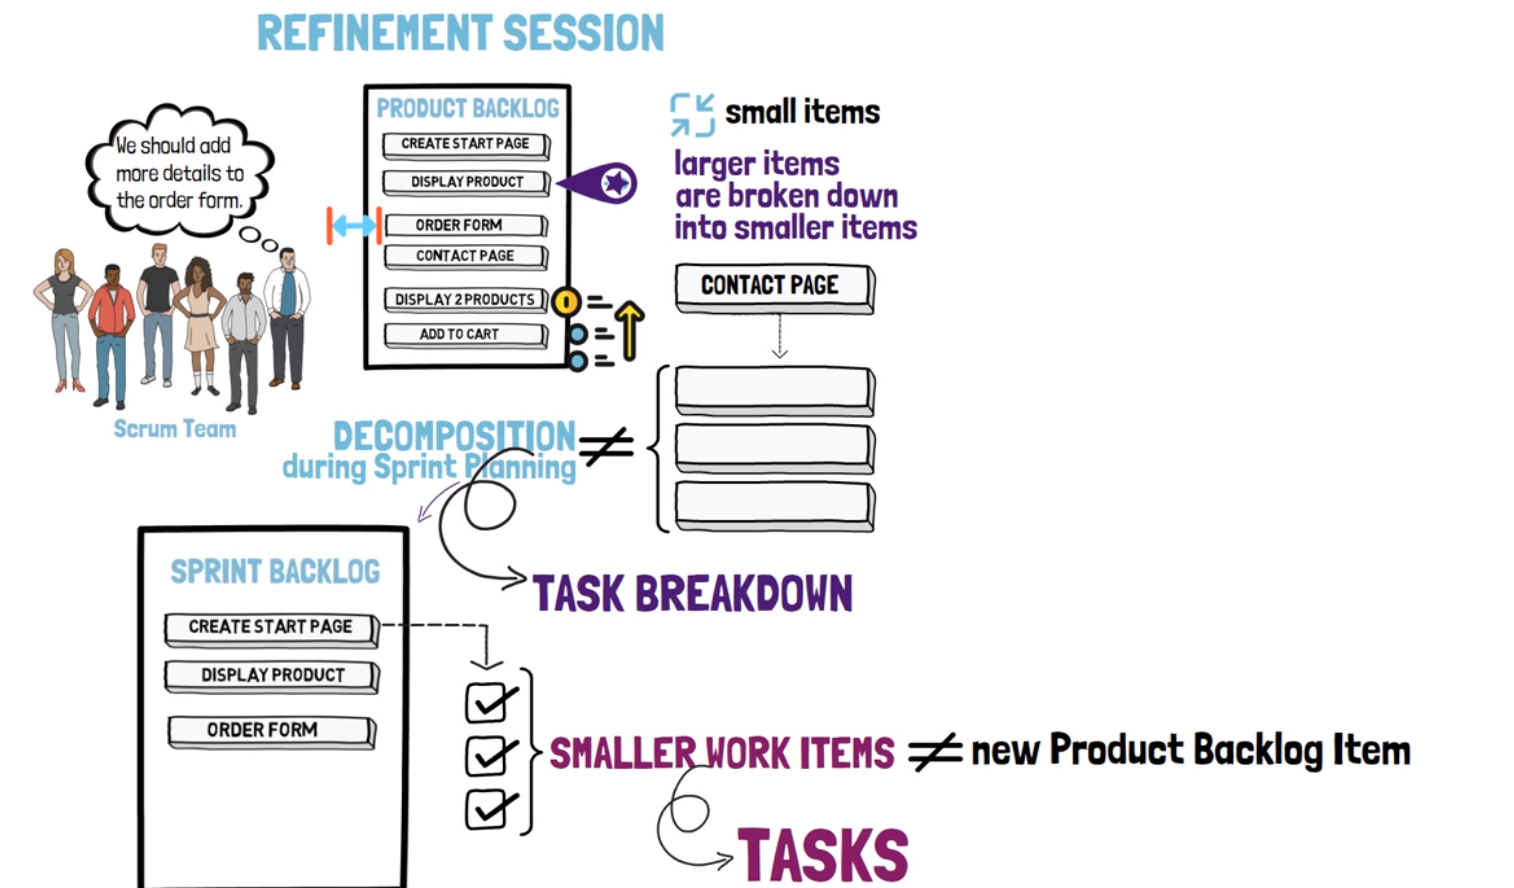 REFINEMENT SESSION
We should add
more details to
the order form.
Scrum Team
PRODUCT BACKLOG
CREATE START PAGE
DISPLAY PRODUCT
ORDER FORM
CONTACT PAGE
DISPLAY 2 PRODUCTS
ADD TO CART
small items
larger items
are broken down
into smaller items
CONTACT PAGE
DECOMPOSITION ≠
during Sprint Planning
TASK BREAKDOWN
SPRINT BACKLOG
CREATE START PAGE
DISPLAY PRODUCT
ORDER FORM
SMALLER WORK ITEMS ≠ new Product Backlog Item
TASKS